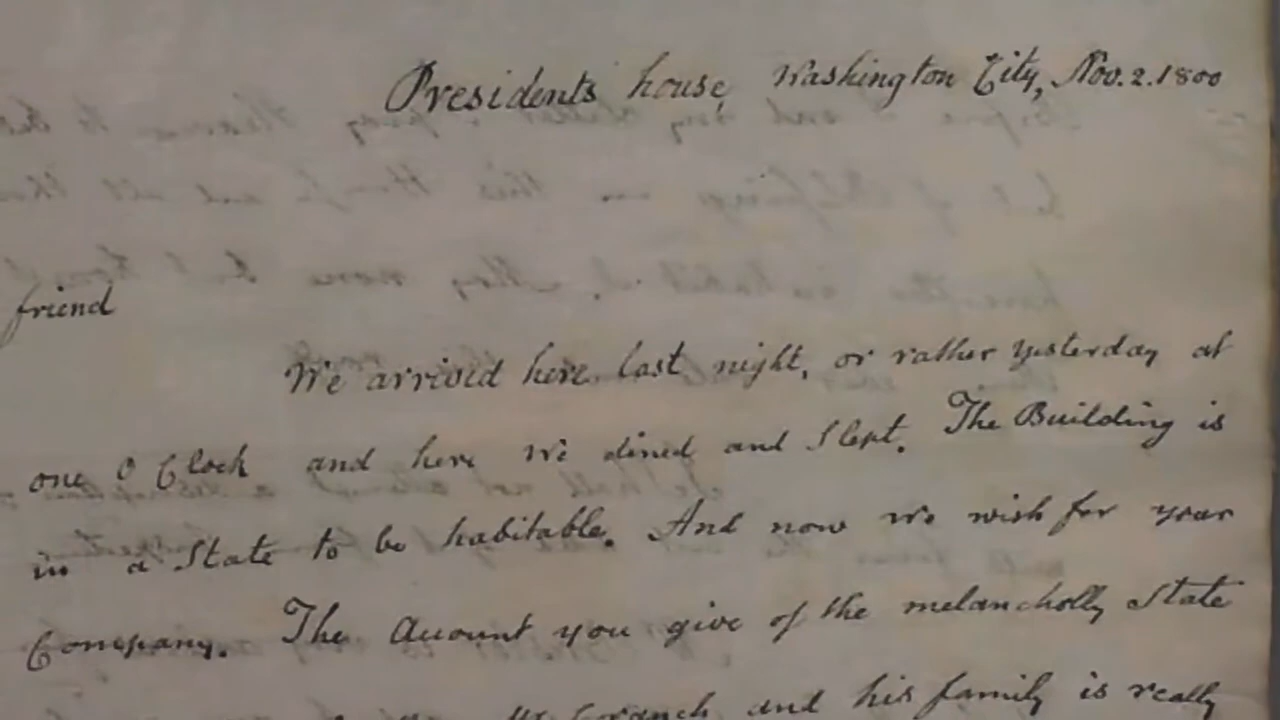 Presidents house, Washington City, Nov. 2. 1800
friend
We arrived here last night, or rather yesterday at
one O Clock and here We dined and Slept. The Building is
in a State to be habitable. And now we wish for your
Company. The Account you give of the melancholly State
Cranch and his family is really